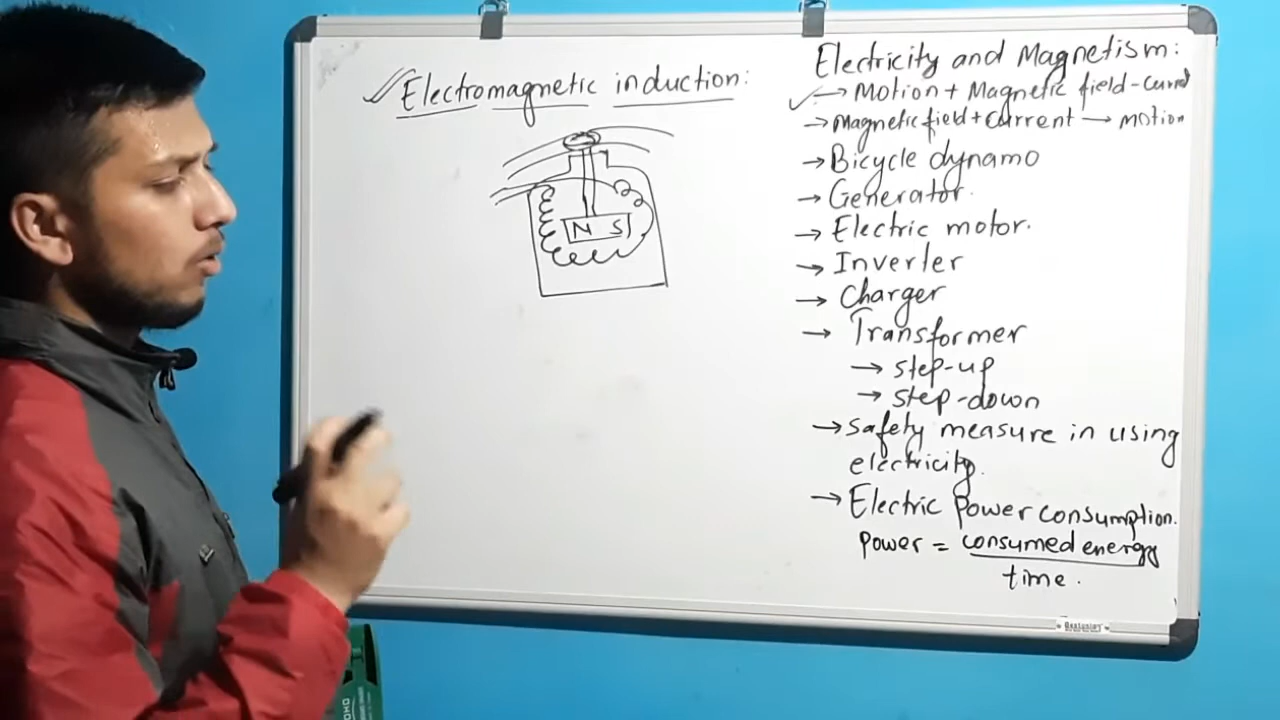 Electromagnetic induction:
N S
Electricity and Magnetism:
→ Motion + Magnetic field - current
→ Magnetic field + current → motion
→ Bicycle dynamo
→ Generator.
→ Electric motor.
→ Inverter
→ Charger
→ Transformer
→ step-up
→ step-down
→ safety measure in using
electricity.
→ Electric Power consumption.
Power = consumed energy
time.